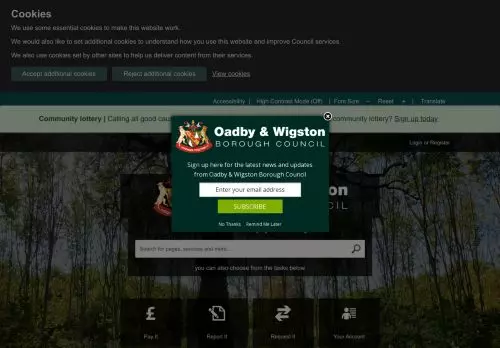 Cookies
We use some essential cookies to make this website work.
We would also like to set additional cookies to understand how you use this website and improve Council services.
We also use cookies set by other sites to help us deliver content from their services.
Accept additional cookies Reject additional cookies View cookies
Accessibility | High Contrast Mode (Off) | Font Size − Reset + | Translate
Community lottery | Calling all good cau community lottery? Sign up today
Login or Register
Oadby & Wigston
BOROUGH COUNCIL
Sign up here for the latest news and updates
from Oadby & Wigston Borough Council
Enter your email address
SUBSCRIBE
No Thanks Remind Me Later
Search for pages, services and more...
you can also choose from the tasks below
Pay It Report It Request It Your Account